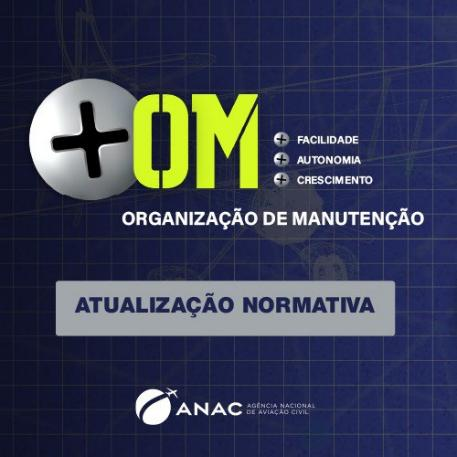 +OM
+ FACILIDADE
+ AUTONOMIA
+ CRESCIMENTO
ORGANIZAÇÃO DE MANUTENÇÃO
ATUALIZAÇÃO NORMATIVA
ANAC
AGÊNCIA NACIONAL
DE AVIAÇÃO CIVIL